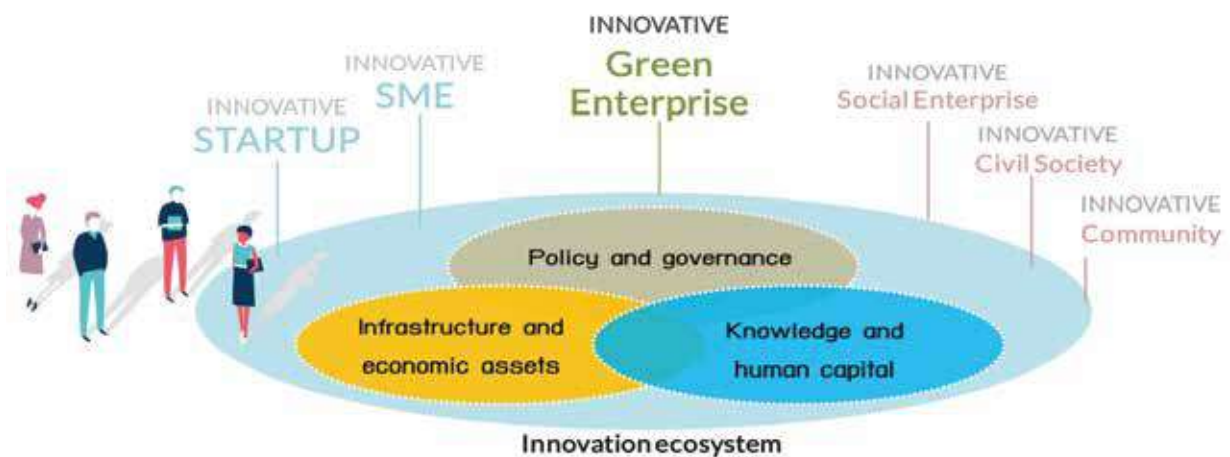 INNOVATIVE
Green
Enterprise
INNOVATIVE
SME
INNOVATIVE
STARTUP
INNOVATIVE
Social Enterprise
INNOVATIVE
Civil Society
INNOVATIVE
Community
Policy and governance
Infrastructure and
economic assets
Knowledge and
human capital
Innovation ecosystem